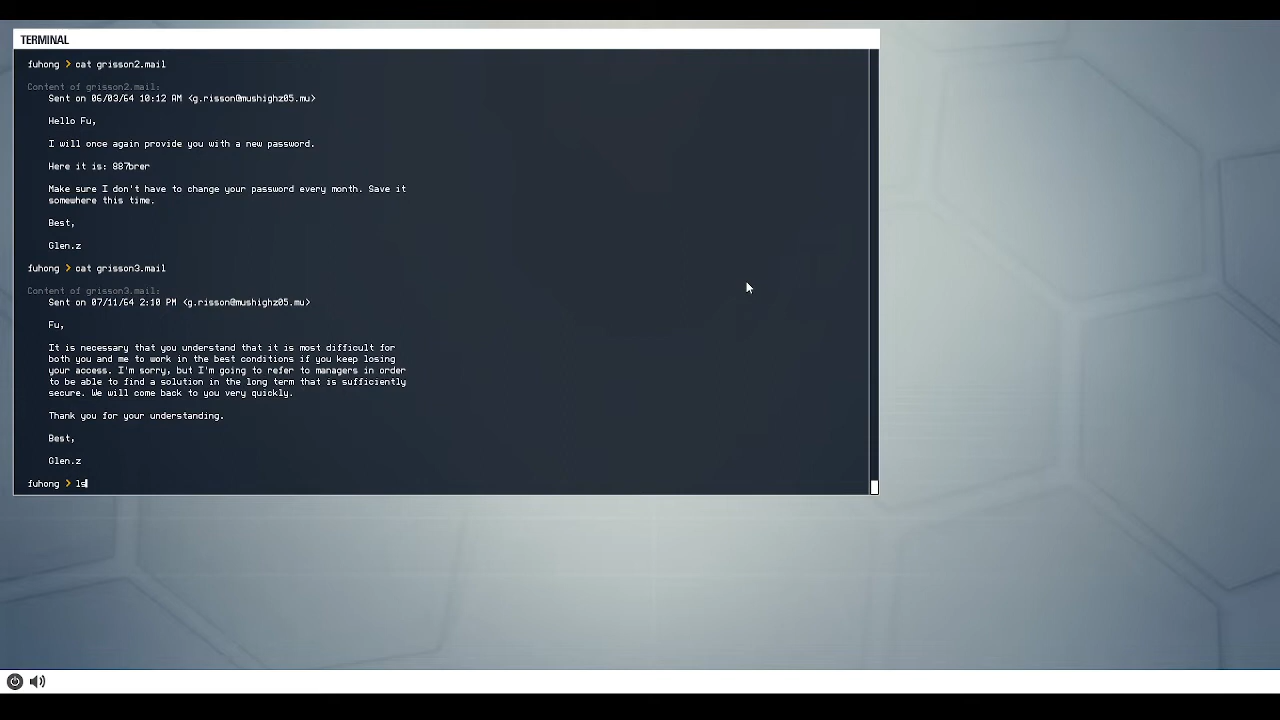 TERMINAL
fuhong > cat grisson2.mail
Content of grisson2.mail:
Sent on 06/03/64 10:12 AM <g.risson@mushighz05.mu>
Hello Fu,
I will once again provide you with a new password.
Here it is: 887brer
Make sure I don't have to change your password every month. Save it
somewhere this time.
Best,
Glen.z
fuhong > cat grisson3.mail
Content of grisson3.mail:
Sent on 07/11/64 2:10 PM <g.risson@mushighz05.mu>
Fu,
It is necessary that you understand that it is most difficult for
both you and me to work in the best conditions if you keep losing
your access. I'm sorry, but I'm going to refer to managers in order
to be able to find a solution in the long term that is sufficiently
secure. We will come back to you very quickly.
Thank you for your understanding.
Best,
Glen.z
fuhong > ls